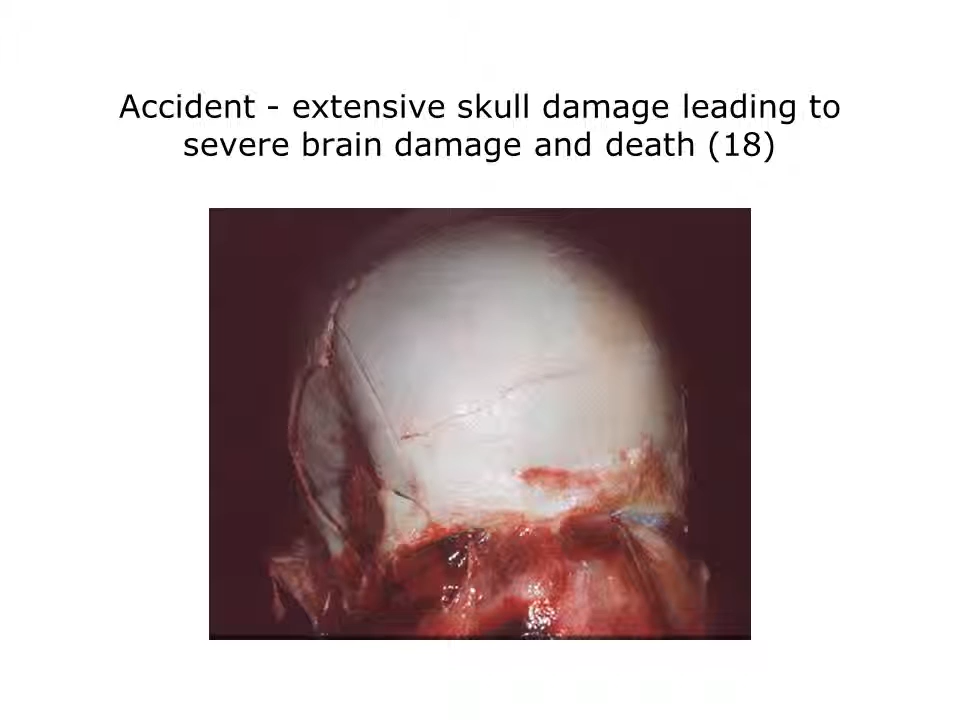 Accident - extensive skull damage leading to
severe brain damage and death (18)